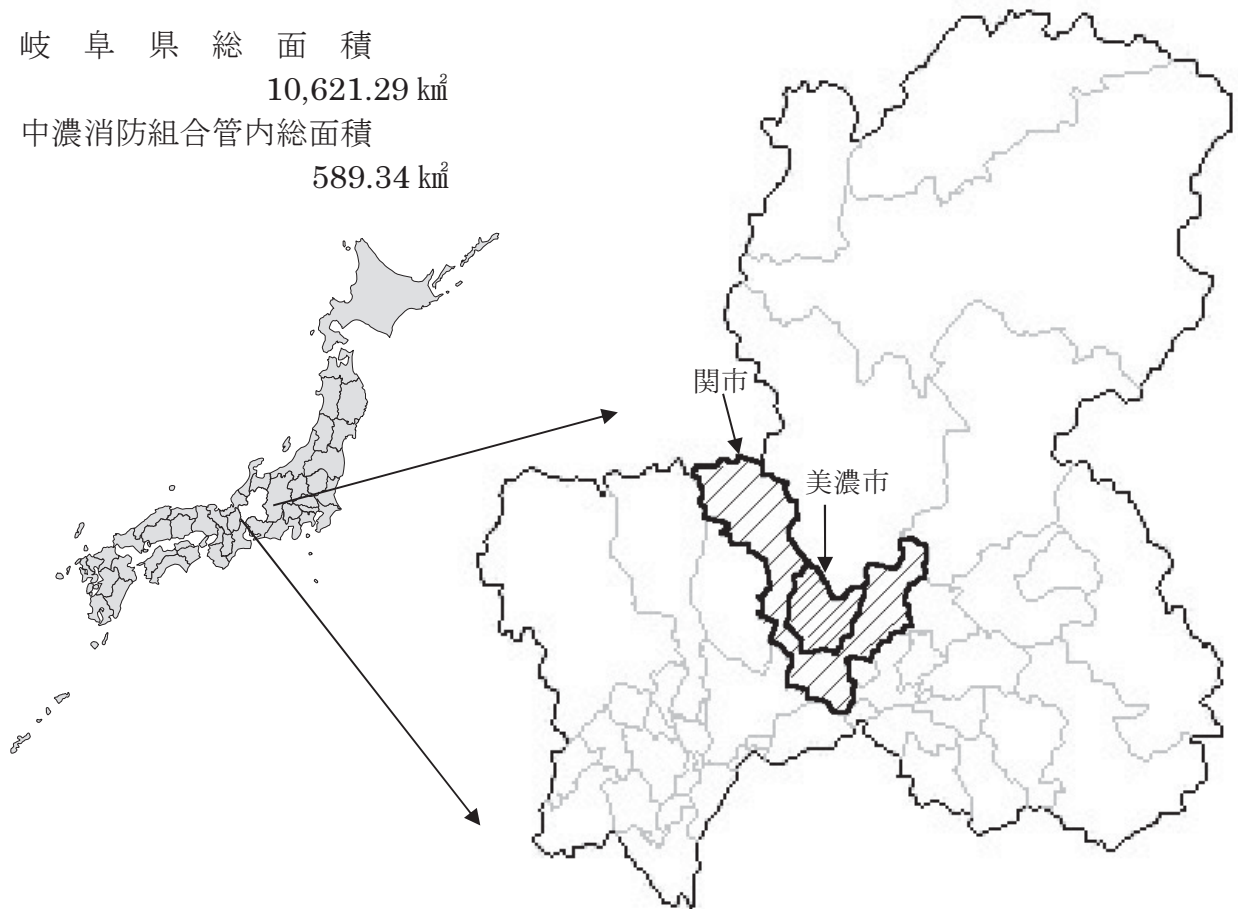 岐阜県総面積
10,621.29 ㎢
中濃消防組合管内総面積
589.34 ㎢
関市
美濃市